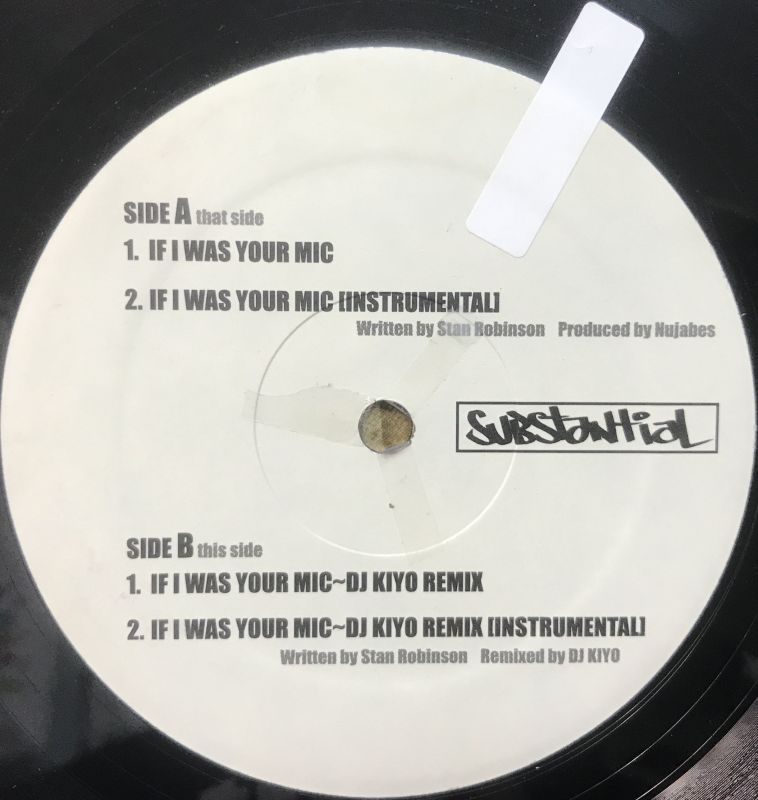 SIDE A that side
1. IF I WAS YOUR MIC
2. IF I WAS YOUR MIC [INSTRUMENTAL]
Written by Stan Robinson Produced by Nujabes
SUBStaNtiaL
SIDE B this side
1. IF I WAS YOUR MIC~DJ KIYO REMIX
2. IF I WAS YOUR MIC~DJ KIYO REMIX [INSTRUMENTAL]
Written by Stan Robinson Remixed by DJ KIYO